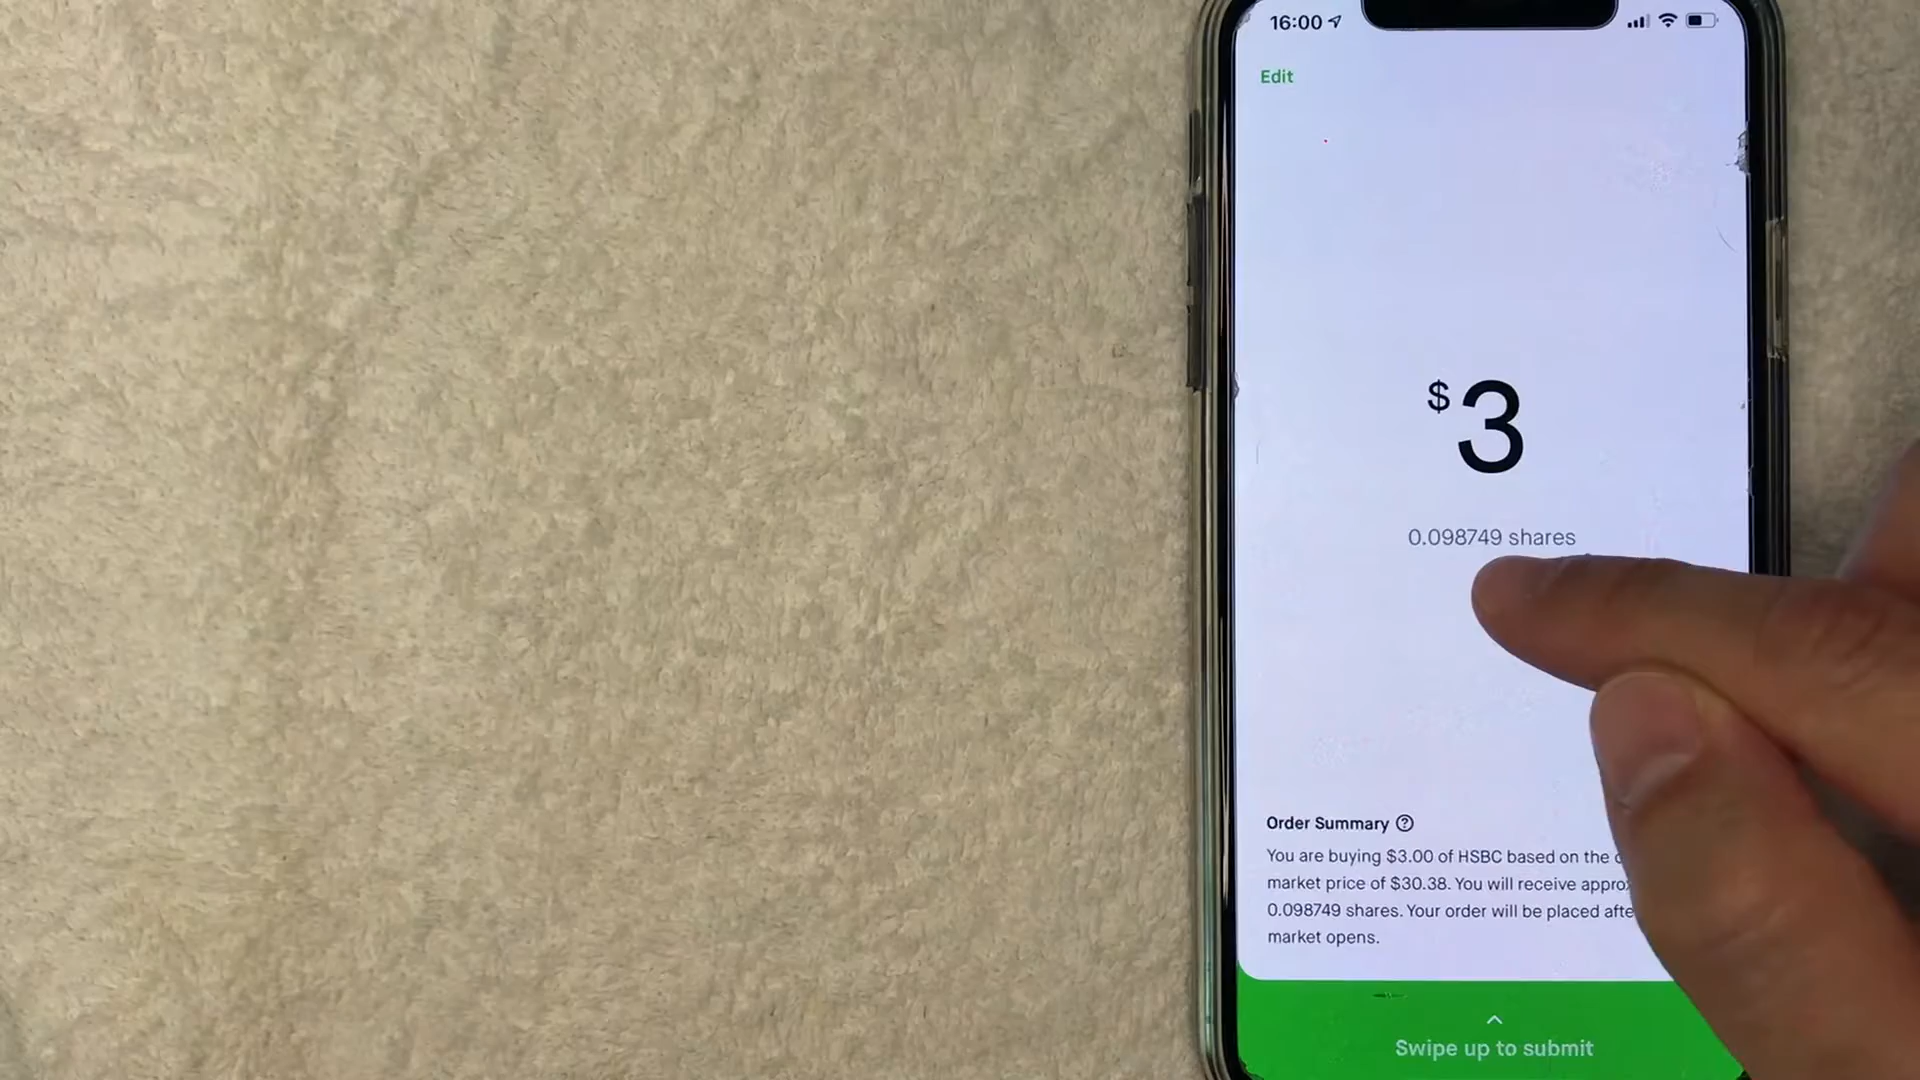 16:00
Edit
$3
0.098749 shares
Order Summary ?
You are buying $3.00 of HSBC based on the
market price of $30.38. You will receive
0.098749 shares. Your order will be placed
market opens.
Swipe up to submit